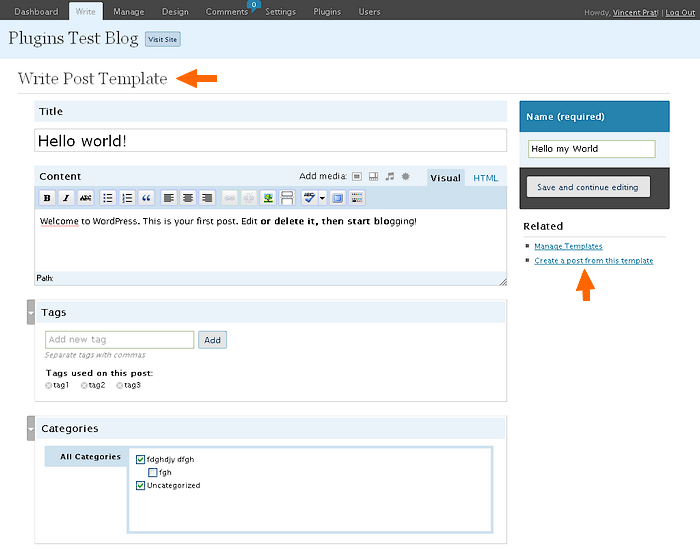 Dashboard Write Manage Design Comments 0 Settings Plugins Users Howdy, Vincent Prat! | Log Out
Plugins Test Blog Visit Site
Write Post Template
Title
Hello world!
Content Add media: Visual HTML
B I ABC ABC
Welcome to WordPress. This is your first post. Edit or delete it, then start blogging!
Path:
Tags
Add new tag Add
Separate tags with commas
Tags used on this post:
tag1 tag2 tag3
Categories
All Categories
fdghdjy dfgh
fgh
Uncategorized
Name (required)
Hello my World
Save and continue editing
Related
Manage Templates
Create a post from this template